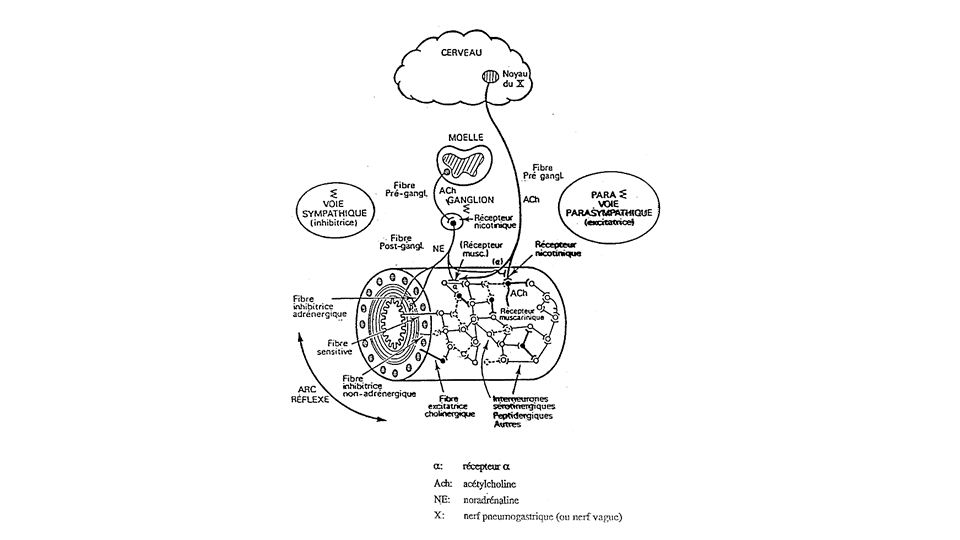 CERVEAU
Noyau
du X
MOELLE
Fibre
Pré-gangl.
ACh
GANGLION
Σ
Récepteur
nicotinique
Fibre
Pré gangl.
ACh
Σ
VOIE
SYMPATHIQUE
(inhibitrice)
PARA Σ
VOIE
PARASYMPATHIQUE
(excitatrice)
Fibre
Post-gangl.
NE
(Récepteur
musc.)
(α)
Récepteur
nicotinique
α
ACh
Récepteur
muscarinique
Fibre
inhibitrice
adrénergique
Fibre
sensitive
Fibre
inhibitrice
non-adrénergique
ARC
RÉFLEXE
Fibre
excitatrice
cholinergique
Interneurones
sérotinergiques
Peptidergiques
Autres
α: récepteur α
Ach: acétylcholine
NE: noradrénaline
X: nerf pneumogastrique (ou nerf vague)